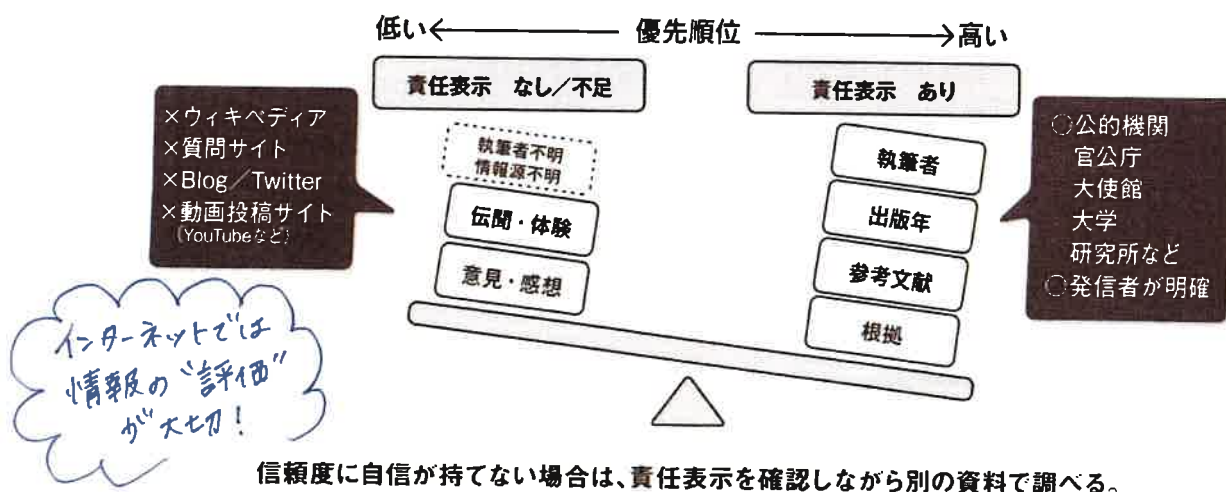 低い←優先順位→高い
責任表示 なし／不足
責任表示 あり
×ウィキペディア
×質問サイト
×Blog／Twitter
×動画投稿サイト
（YouTubeなど）
執筆者不明
情報源不明
伝聞・体験
意見・感想
執筆者
出版年
参考文献
根拠
○公的機関
官公庁
大使館
大学
研究所など
○発信者が明確
インターネットでは
情報の“評価”
が大切！
信頼度に自信が持てない場合は、責任表示を確認しながら別の資料で調べる。